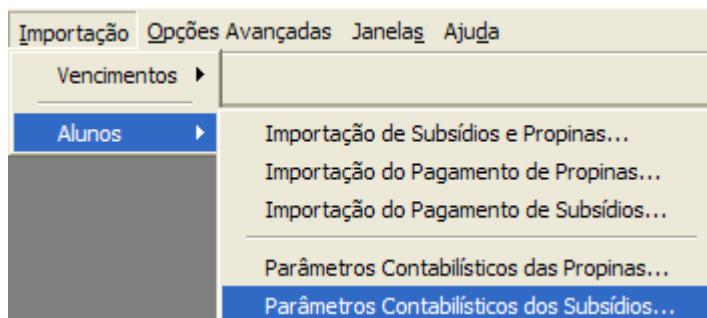 Importação Opções Avançadas Janelas Ajuda
Vencimentos
Alunos
Importação de Subsídios e Propinas...
Importação do Pagamento de Propinas...
Importação do Pagamento de Subsídios...
Parâmetros Contabilísticos das Propinas...
Parâmetros Contabilísticos dos Subsídios...